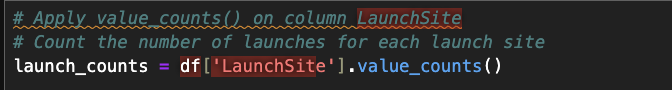 # Apply value_counts() on column LaunchSite
# Count the number of launches for each launch site
launch_counts = df['LaunchSite'].value_counts()